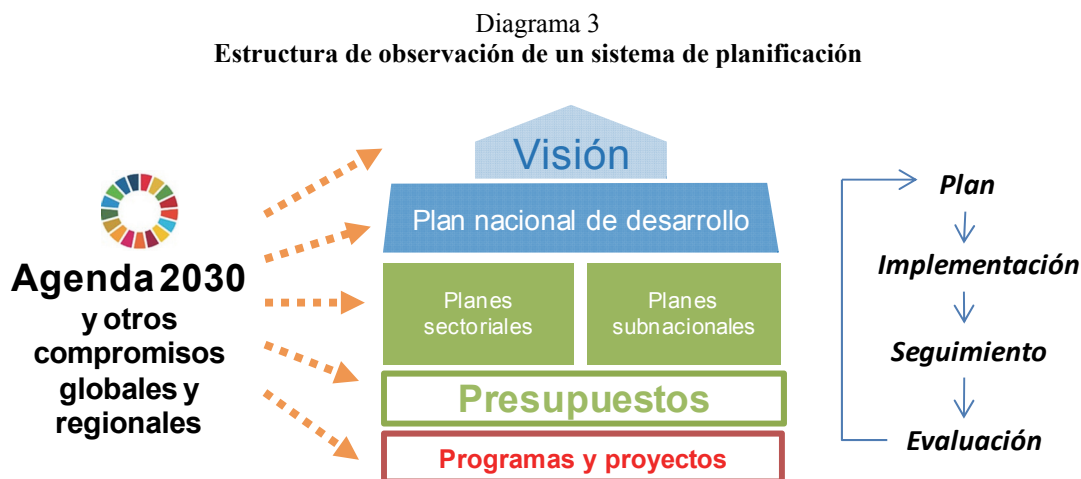 Diagrama 3
Estructura de observación de un sistema de planificación
Agenda 2030
y otros
compromisos
globales y
regionales
Visión
Plan nacional de desarrollo
Planes
sectoriales
Planes
subnacionales
Presupuestos
Programas y proyectos
Plan
Implementación
Seguimiento
Evaluación